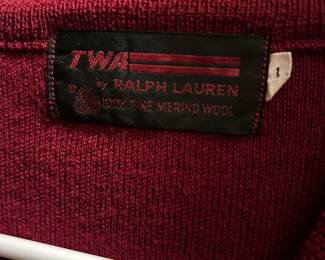 TWA
by RALPH LAUREN
100% FINE MERINO WOOL